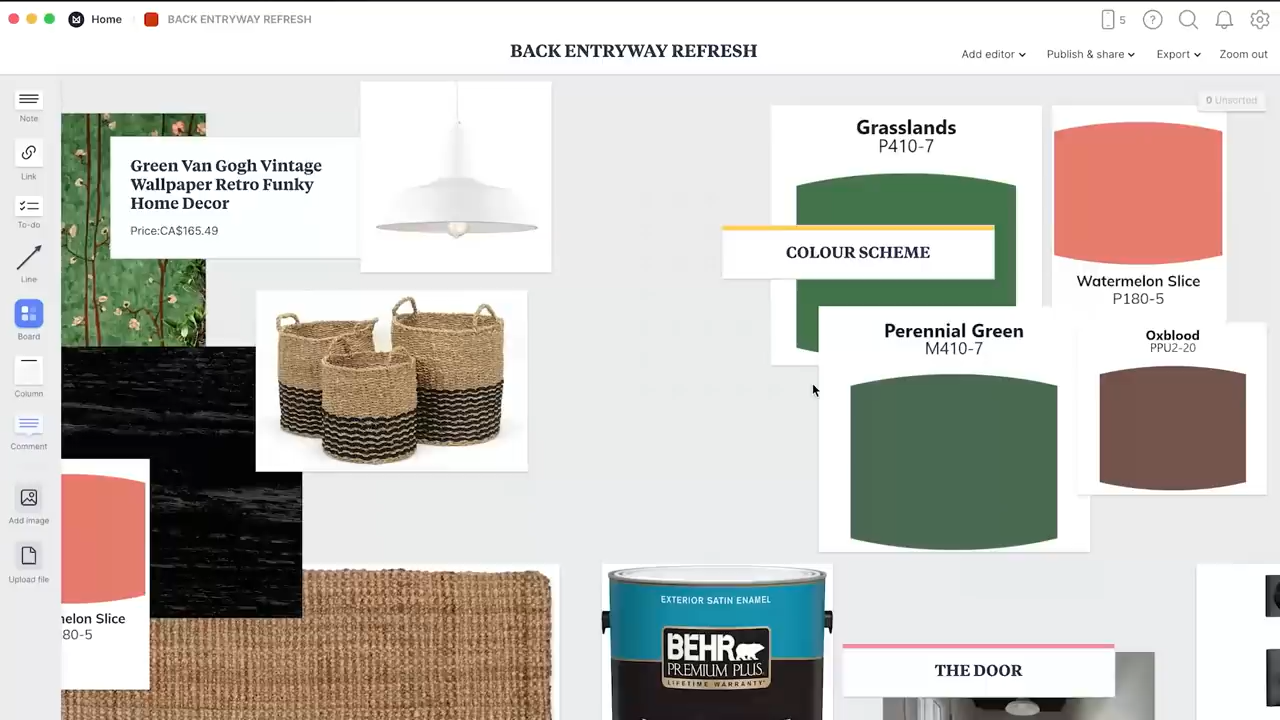 Home
BACK ENTRYWAY REFRESH
5
BACK ENTRYWAY REFRESH
Add editor
Publish & share
Export
Zoom out
0 Unsorted
Note
Link
To-do
Line
Board
Column
Comment
Add image
Upload file
Green Van Gogh Vintage
Wallpaper Retro Funky
Home Decor
Price:CA$165.49
Grasslands
P410-7
COLOUR SCHEME
Watermelon Slice
P180-5
Perennial Green
M410-7
Oxblood
PPU2-20
melon Slice
80-5
EXTERIOR SATIN ENAMEL
BEHR
PREMIUM PLUS
LIFETIME WARRANTY
THE DOOR